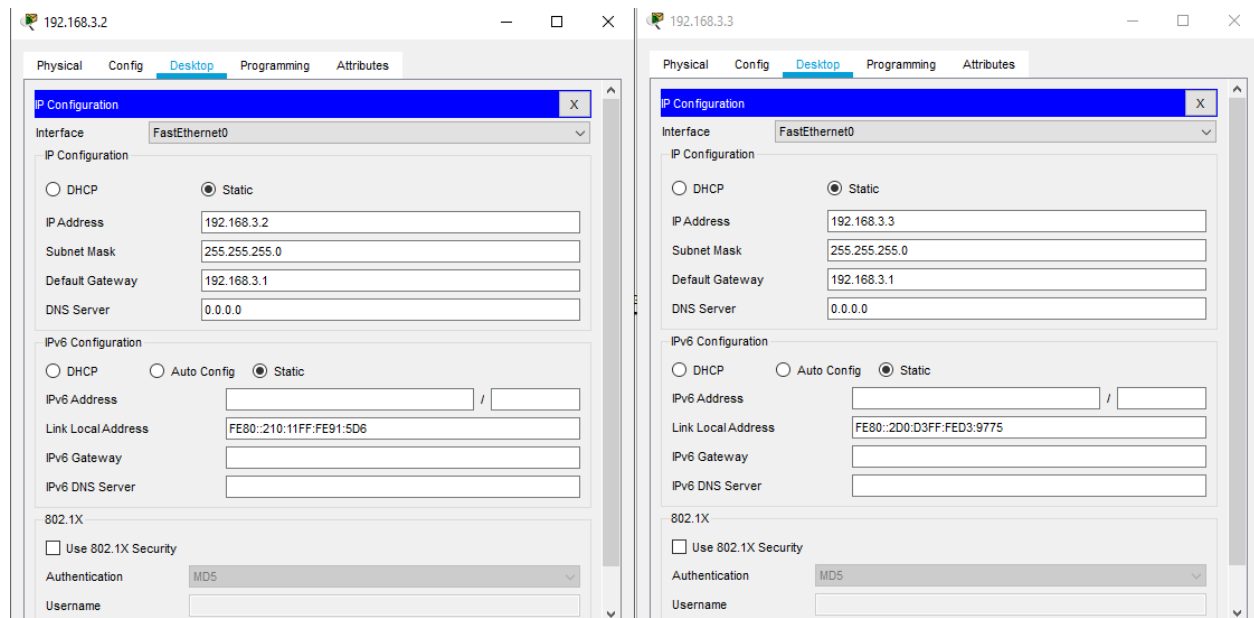 192.168.3.2
Physical Config Desktop Programming Attributes
IP Configuration X
Interface FastEthernet0
IP Configuration
DHCP Static
IP Address 192.168.3.2
Subnet Mask 255.255.255.0
Default Gateway 192.168.3.1
DNS Server 0.0.0.0
IPv6 Configuration
DHCP Auto Config Static
IPv6 Address /
Link Local Address FE80::210:11FF:FE91:5D6
IPv6 Gateway
IPv6 DNS Server
802.1X
Use 802.1X Security
Authentication MD5
Username
192.168.3.3
Physical Config Desktop Programming Attributes
IP Configuration X
Interface FastEthernet0
IP Configuration
DHCP Static
IP Address 192.168.3.3
Subnet Mask 255.255.255.0
Default Gateway 192.168.3.1
DNS Server 0.0.0.0
IPv6 Configuration
DHCP Auto Config Static
IPv6 Address /
Link Local Address FE80::2D0:D3FF:FED3:9775
IPv6 Gateway
IPv6 DNS Server
802.1X
Use 802.1X Security
Authentication MD5
Username